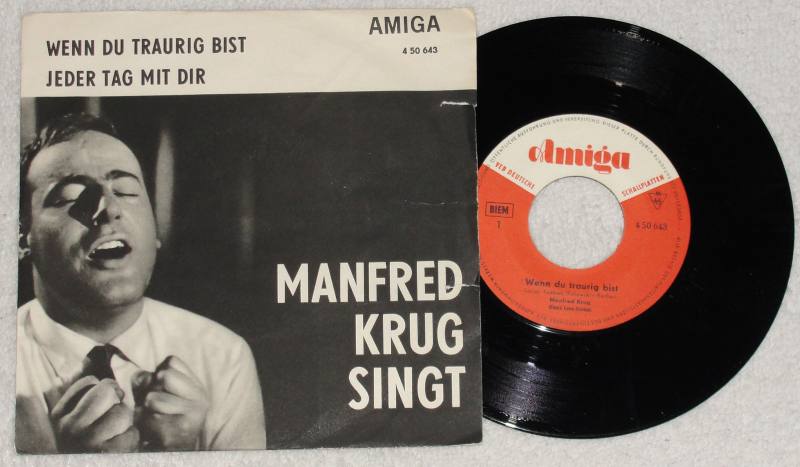 WENN DU TRAURIG BIST
JEDER TAG MIT DIR
AMIGA
4 50 643
MANFRED
KRUG
SINGT
Amiga
VEB DEUTSCHE
SCHALLPLATTEN
BIEM
1
4 50 643
Wenn du traurig bist
Manfred Krug